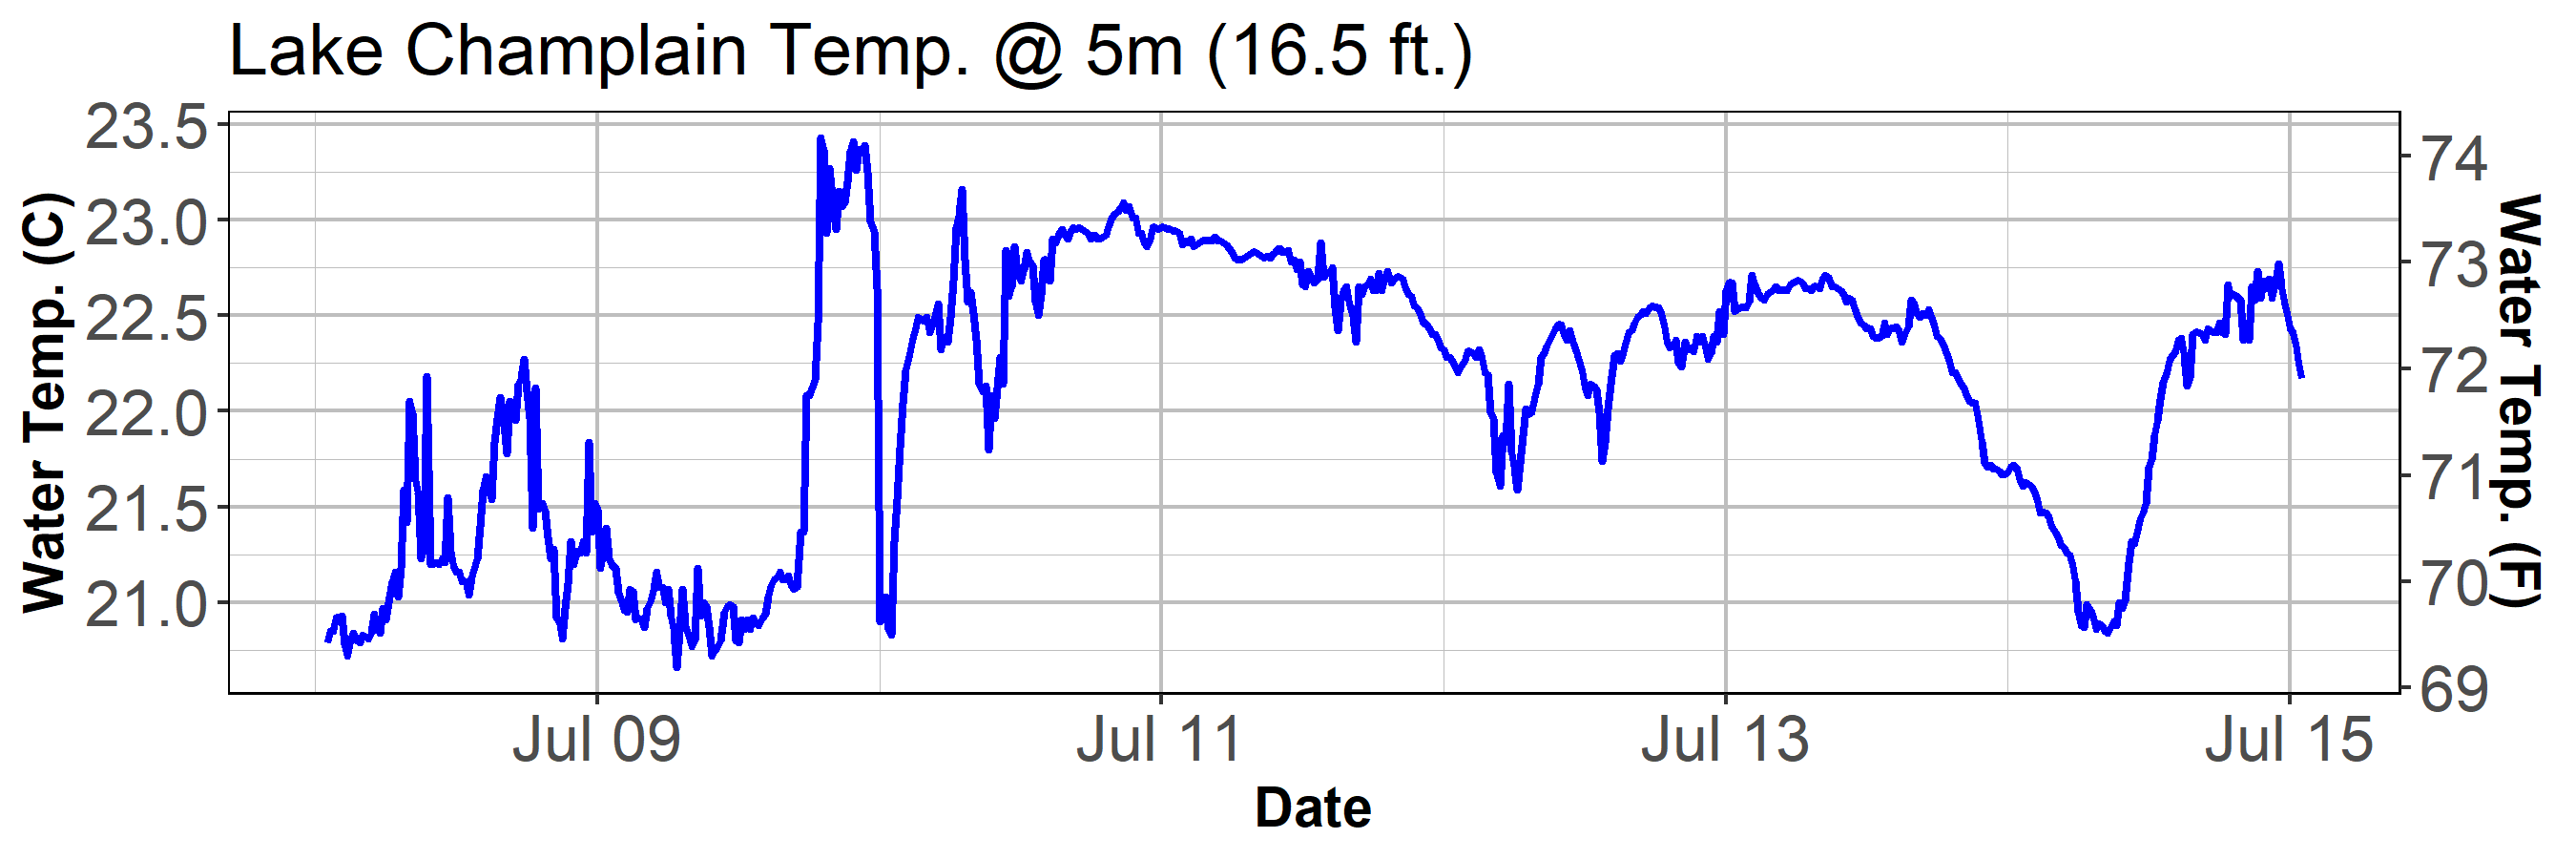 Lake Champlain Temp. @ 5m (16.5 ft.)
Water Temp. (C)
23.5
23.0
22.5
22.0
21.5
21.0
74
73
72
71
70
69
Water Temp. (F)
Jul 09 Jul 11 Jul 13 Jul 15
Date